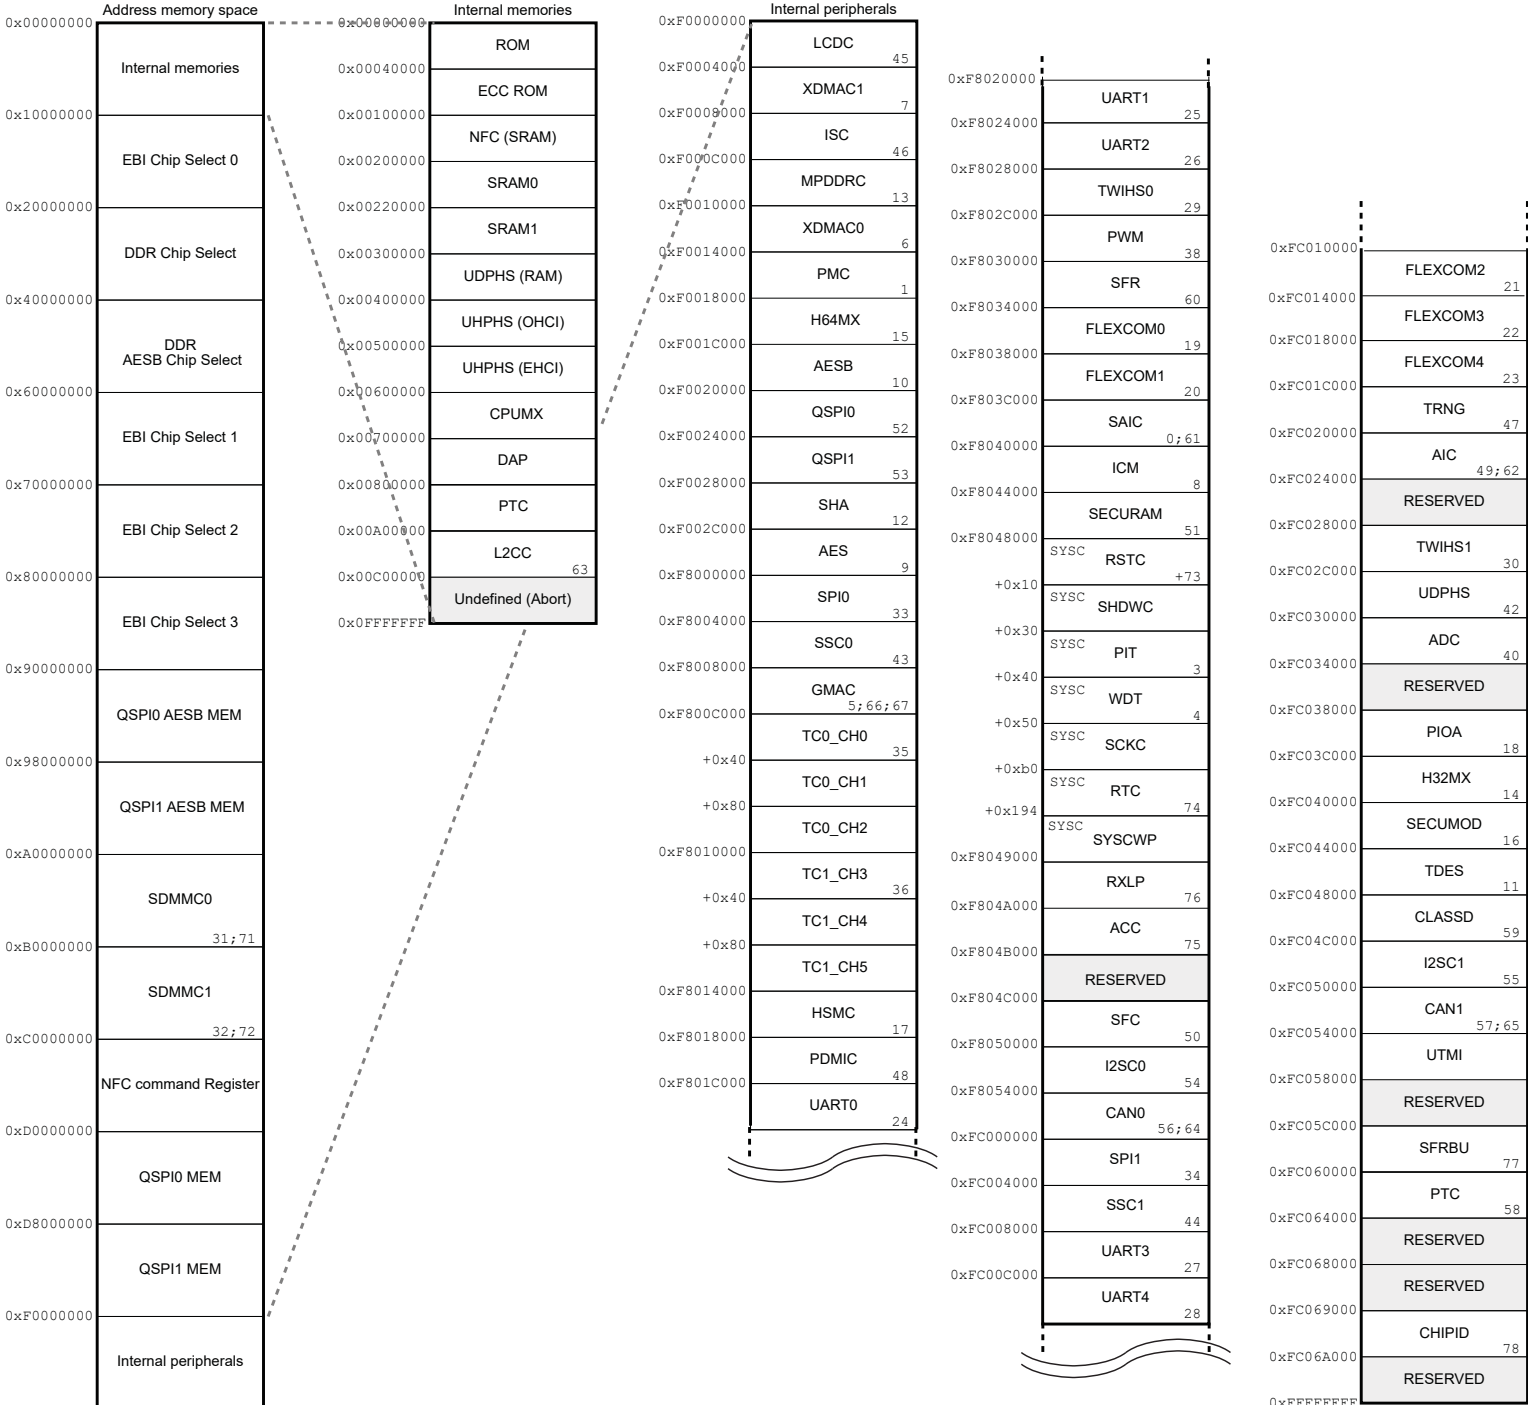 Address memory space
0x00000000
Internal memories
0x10000000
EBI Chip Select 0
0x20000000
DDR Chip Select
0x40000000
DDR
AESB Chip Select
0x60000000
EBI Chip Select 1
0x70000000
EBI Chip Select 2
0x80000000
EBI Chip Select 3
0x90000000
QSPI0 AESB MEM
0x98000000
QSPI1 AESB MEM
0xA0000000
SDMMC0
31;71
0xB0000000
SDMMC1
32;72
0xC0000000
NFC command Register
0xD0000000
QSPI0 MEM
0xD8000000
QSPI1 MEM
0xF0000000
Internal peripherals
Internal memories
0x00000000
ROM
0x00040000
ECC ROM
0x00100000
NFC (SRAM)
0x00200000
SRAM0
0x00220000
SRAM1
0x00300000
UDPHS (RAM)
0x00400000
UHPHS (OHCI)
0x00500000
UHPHS (EHCI)
0x00600000
CPUMX
0x00700000
DAP
0x00800000
PTC
0x00A00000
L2CC
63
0x00C00000
Undefined (Abort)
0x0FFFFFFF
Internal peripherals
0xF0000000
LCDC
45
0xF0004000
XDMAC1
7
0xF0008000
ISC
46
0xF000C000
MPDDRC
13
0xF0010000
XDMAC0
6
0xF0014000
PMC
1
0xF0018000
H64MX
15
0xF001C000
AESB
10
0xF0020000
QSPI0
52
0xF0024000
QSPI1
53
0xF0028000
SHA
12
0xF002C000
AES
9
0xF8000000
SPI0
33
0xF8004000
SSC0
43
0xF8008000
GMAC
5;66;67
0xF800C000
TC0_CH0
35
+0x40
TC0_CH1
+0x80
TC0_CH2
0xF8010000
TC1_CH3
36
+0x40
TC1_CH4
+0x80
TC1_CH5
0xF8014000
HSMC
17
0xF8018000
PDMIC
48
0xF801C000
UART0
24
0xF8020000
UART1
25
0xF8024000
UART2
26
0xF8028000
TWIHS0
29
0xF802C000
PWM
38
0xF8030000
SFR
60
0xF8034000
FLEXCOM0
19
0xF8038000
FLEXCOM1
20
0xF803C000
SAIC
0;61
0xF8040000
ICM
8
0xF8044000
SECURAM
51
0xF8048000
SYSC
RSTC
+73
+0x10
SYSC
SHDWC
+0x30
SYSC
PIT
3
+0x40
SYSC
WDT
4
+0x50
SYSC
SCKC
+0xb0
SYSC
RTC
74
+0x194
SYSC
SYSCWP
0xF8049000
RXLP
76
0xF804A000
ACC
75
0xF804B000
RESERVED
0xF804C000
SFC
50
0xF8050000
I2SC0
54
0xF8054000
CAN0
56;64
0xFC000000
SPI1
34
0xFC004000
SSC1
44
0xFC008000
UART3
27
0xFC00C000
UART4
28
0xFC010000
FLEXCOM2
21
0xFC014000
FLEXCOM3
22
0xFC018000
FLEXCOM4
23
0xFC01C000
TRNG
47
0xFC020000
AIC
49;62
0xFC024000
RESERVED
0xFC028000
TWIHS1
30
0xFC02C000
UDPHS
42
0xFC030000
ADC
40
0xFC034000
RESERVED
0xFC038000
PIOA
18
0xFC03C000
H32MX
14
0xFC040000
SECUMOD
16
0xFC044000
TDES
11
0xFC048000
CLASSD
59
0xFC04C000
I2SC1
55
0xFC050000
CAN1
57;65
0xFC054000
UTMI
0xFC058000
RESERVED
0xFC05C000
SFRBU
77
0xFC060000
PTC
58
0xFC064000
RESERVED
0xFC068000
RESERVED
0xFC069000
CHIPID
78
0xFC06A000
RESERVED
0xFFFFFFFF